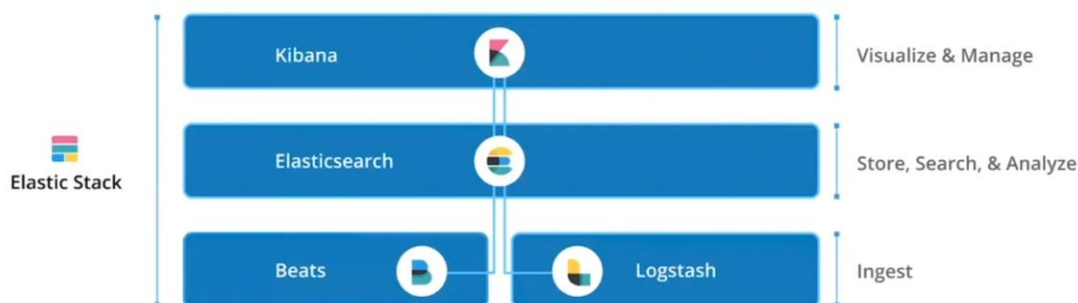 Kibana
Visualize & Manage
Elastic Stack
Elasticsearch
Store, Search, & Analyze
Beats
Logstash
Ingest